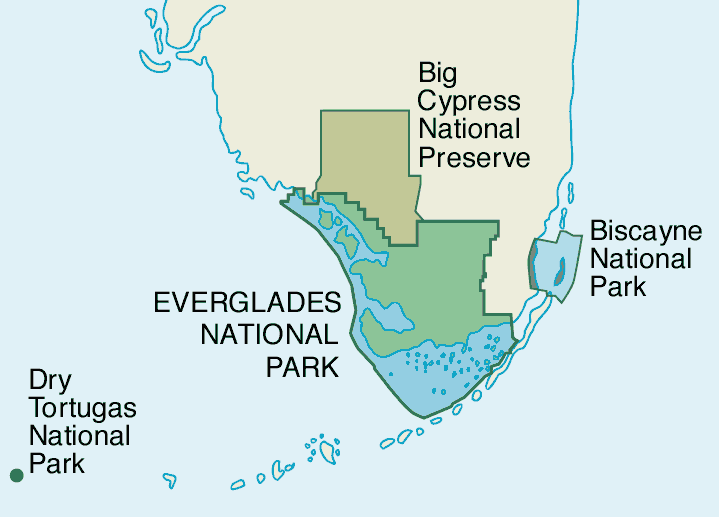 Big
Cypress
National
Preserve
Biscayne
National
Park
EVERGLADES
NATIONAL
PARK
Dry
Tortugas
National
Park